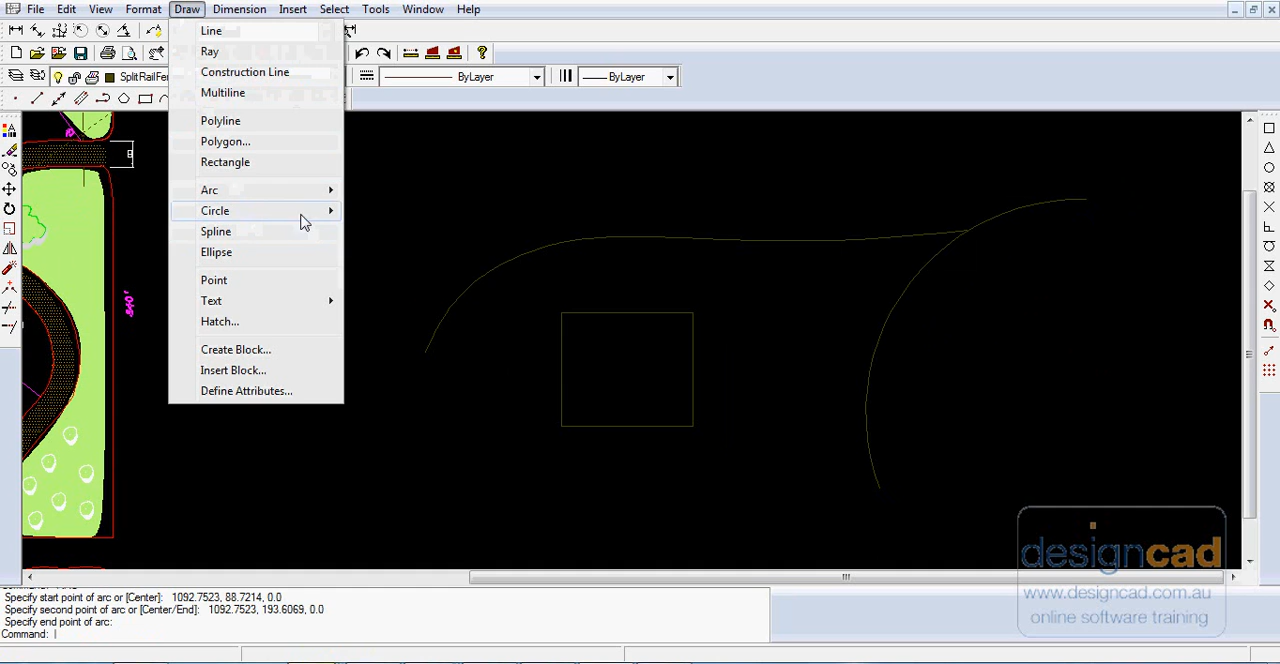 File Edit View Format Draw Dimension Insert Select Tools Window Help
Line
Ray
Construction Line
Multiline
Polyline
Polygon...
Rectangle
Arc
Circle
Spline
Ellipse
Point
Text
Hatch...
Create Block...
Insert Block...
Define Attributes...
SplitRailFe
ByLayer
ByLayer
designcad
www.designcad.com.au
online software training
Specify start point of arc or [Center]: 1092.7523, 88.7214, 0.0
Specify second point of arc or [Center/End]: 1092.7523, 193.6069, 0.0
Specify end point of arc:
Command: